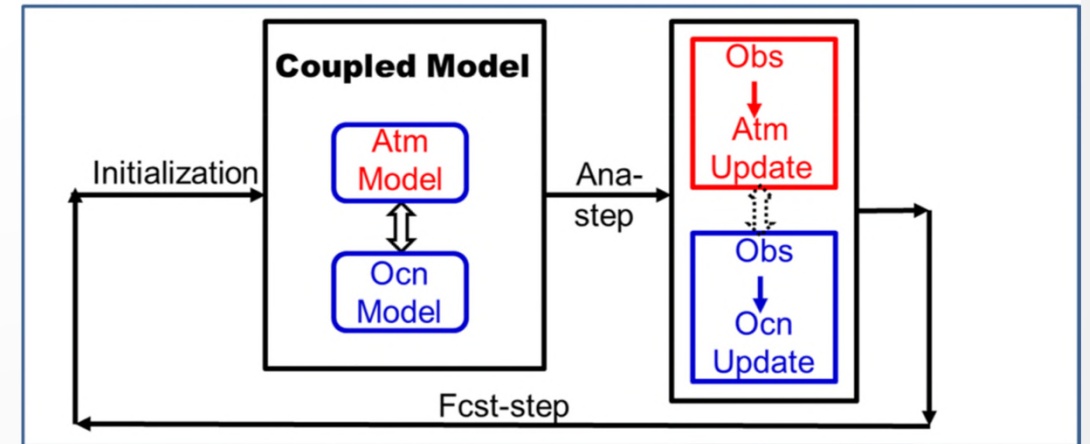 Coupled Model
Atm
Model
Ocn
Model
Initialization
Ana-
step
Obs
Atm
Update
Obs
Ocn
Update
Fcst-step